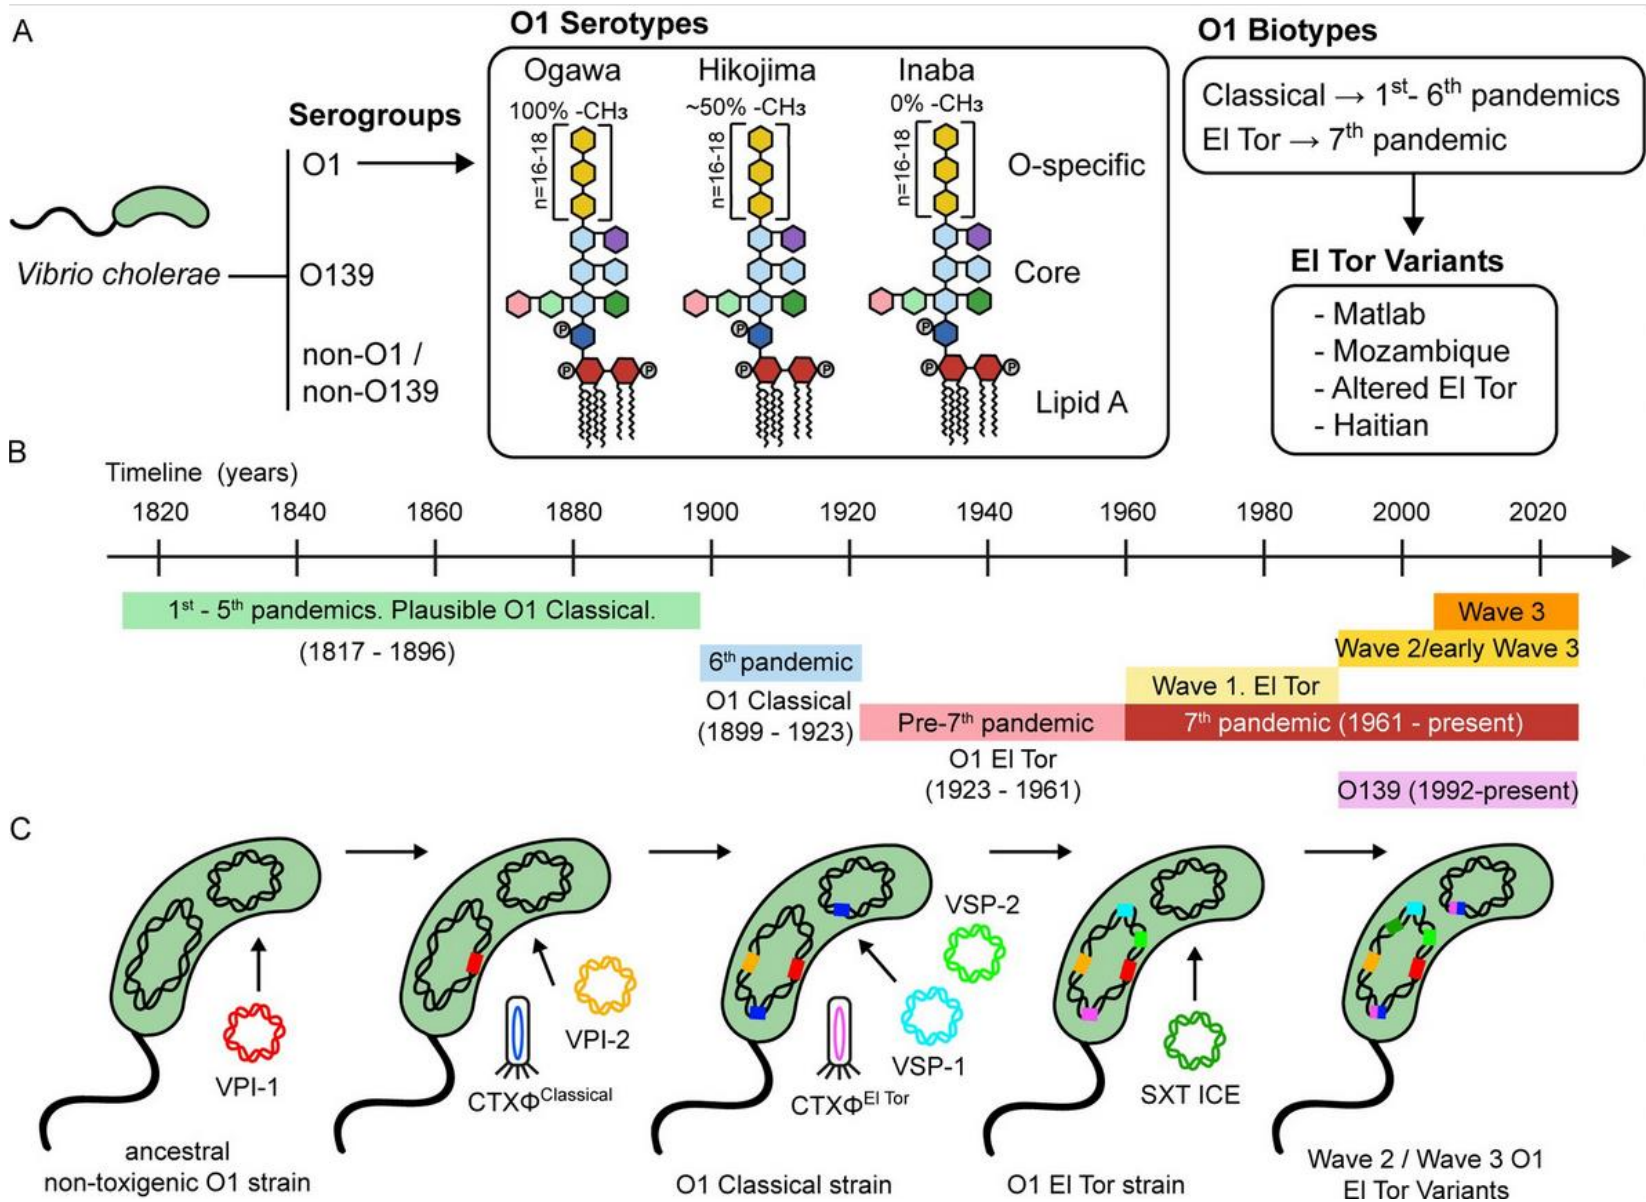 A
O1 Serotypes
O1 Biotypes
Ogawa
Hikojima
Inaba
100% -CH₃
~50% -CH₃
0% -CH₃
n=16-18
n=16-18
n=16-18
O-specific
Core
P
P
P
P
P
P
P
P
P
Lipid A
Serogroups
O1
O139
non-O1 /
non-O139
Vibrio cholerae
Classical → 1st- 6th pandemics
El Tor → 7th pandemic
El Tor Variants
- Matlab
- Mozambique
- Altered El Tor
- Haitian
B
Timeline (years)
1820 1840 1860 1880 1900 1920 1940 1960 1980 2000 2020
1st - 5th pandemics. Plausible O1 Classical.
(1817 - 1896)
6th pandemic
O1 Classical
(1899 - 1923)
Wave 3
Wave 2/early Wave 3
Wave 1. El Tor
Pre-7th pandemic
7th pandemic (1961 - present)
O1 El Tor
(1923 - 1961)
O139 (1992-present)
C
VPI-1
ancestral
non-toxigenic O1 strain
VPI-2
CTXΦClassical
O1 Classical strain
VSP-2
VSP-1
CTXΦEl Tor
O1 El Tor strain
SXT ICE
Wave 2 / Wave 3 O1
El Tor Variants